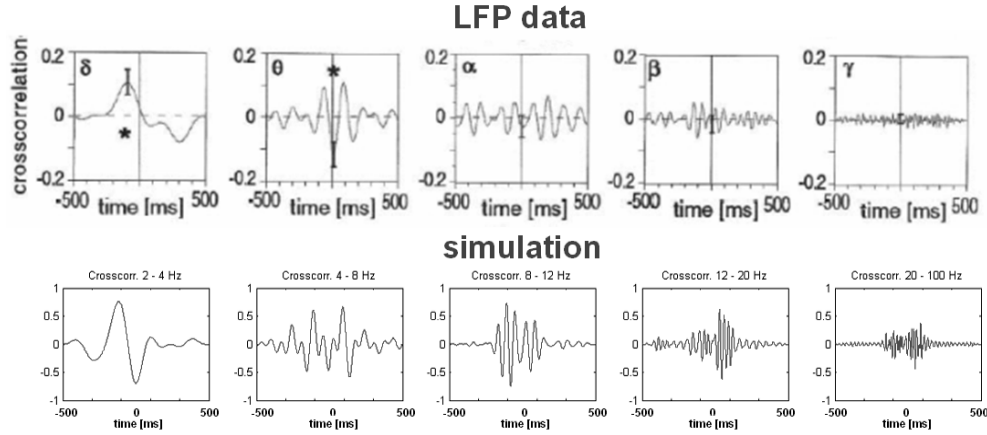 LFP data
crosscorrelation
0.2
0
-0.2
δ
*
-500 time [ms] 500
0.2
0
-0.2
θ
*
-500 time [ms] 500
0.2
0
-0.2
α
-500 time [ms] 500
0.2
0
-0.2
β
-500 time [ms] 500
0.2
0
-0.2
γ
-500 time [ms] 500
simulation
Crosscorr. 2 - 4 Hz
1
0.5
0
-0.5
-1
-500 0 500
time [ms]
Crosscorr. 4 - 8 Hz
1
0.5
0
-0.5
-1
-500 0 500
time [ms]
Crosscorr. 8 - 12 Hz
1
0.5
0
-0.5
-1
-500 0 500
time [ms]
Crosscorr. 12 - 20 Hz
1
0.5
0
-0.5
-1
-500 0 500
time [ms]
Crosscorr. 20 - 100 Hz
1
0.5
0
-0.5
-1
-500 0 500
time [ms]